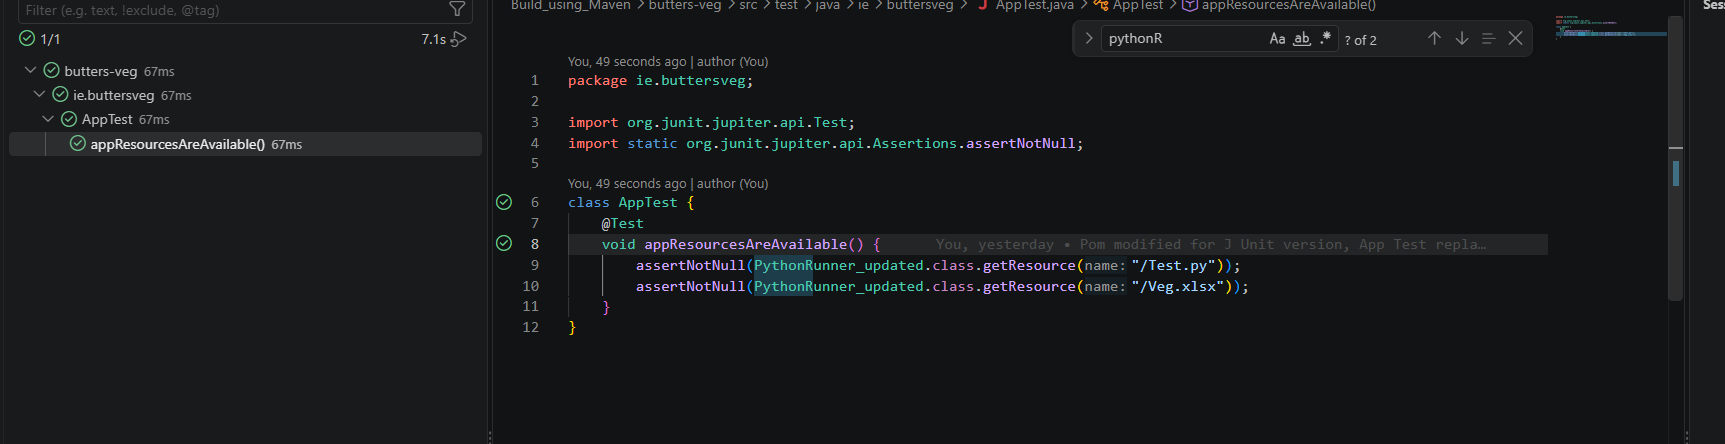 Filter (e.g. text, !exclude, @tag)
1/1
7.1s
butters-veg 67ms
ie.buttersveg 67ms
AppTest 67ms
appResourcesAreAvailable() 67ms
Build_using_Maven > butters-veg > src > test > java > ie > buttersveg > J AppTest.java > AppTest > appResourcesAreAvailable()
Sess
pythonR
Aa ab .* ? of 2
You, 49 seconds ago | author (You)
1 package ie.buttersveg;
2
3 import org.junit.jupiter.api.Test;
4 import static org.junit.jupiter.api.Assertions.assertNotNull;
5
You, 49 seconds ago | author (You)
6 class AppTest {
7 @Test
8 void appResourcesAreAvailable() { You, yesterday • Pom modified for J Unit version, App Test repla…
9 assertNotNull(PythonRunner_updated.class.getResource(name: "/Test.py"));
10 assertNotNull(PythonRunner_updated.class.getResource(name: "/Veg.xlsx"));
11 }
12 }